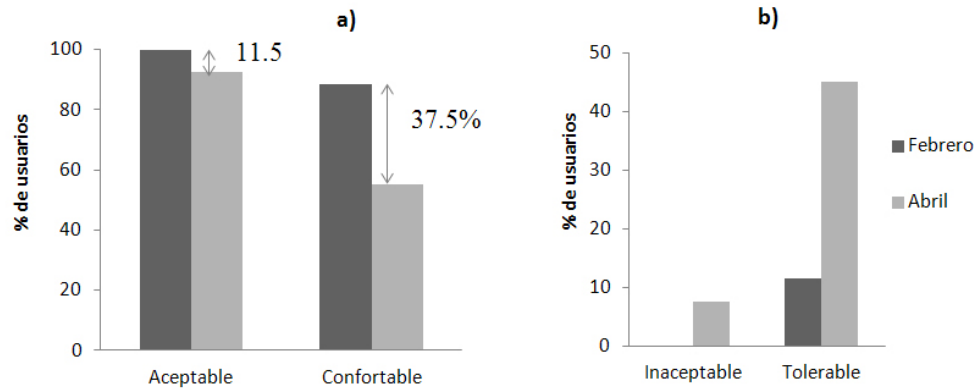 a)
% de usuarios
100
80
60
40
20
0
11.5
37.5%
Aceptable
Confortable
b)
% de usuarios
50
40
30
20
10
0
Inaceptable
Tolerable
Febrero
Abril